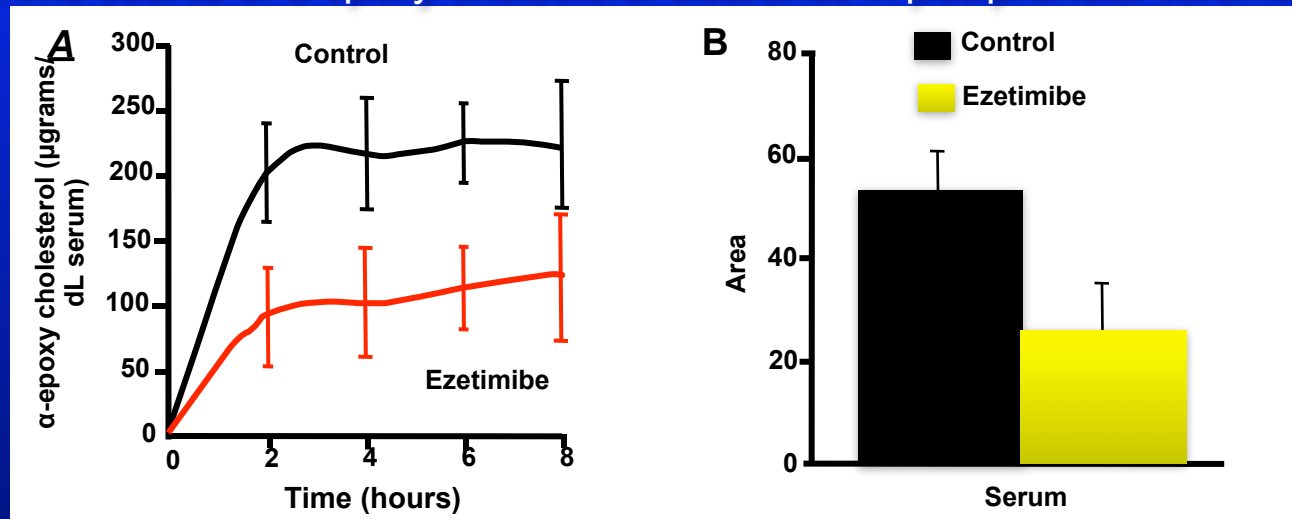 A
300
250
200
150
100
50
0
α-epoxy cholesterol (μgrams/
dL serum)
Control
Ezetimibe
0 2 4 6 8
Time (hours)
B
80
60
40
20
0
Area
Control
Ezetimibe
Serum